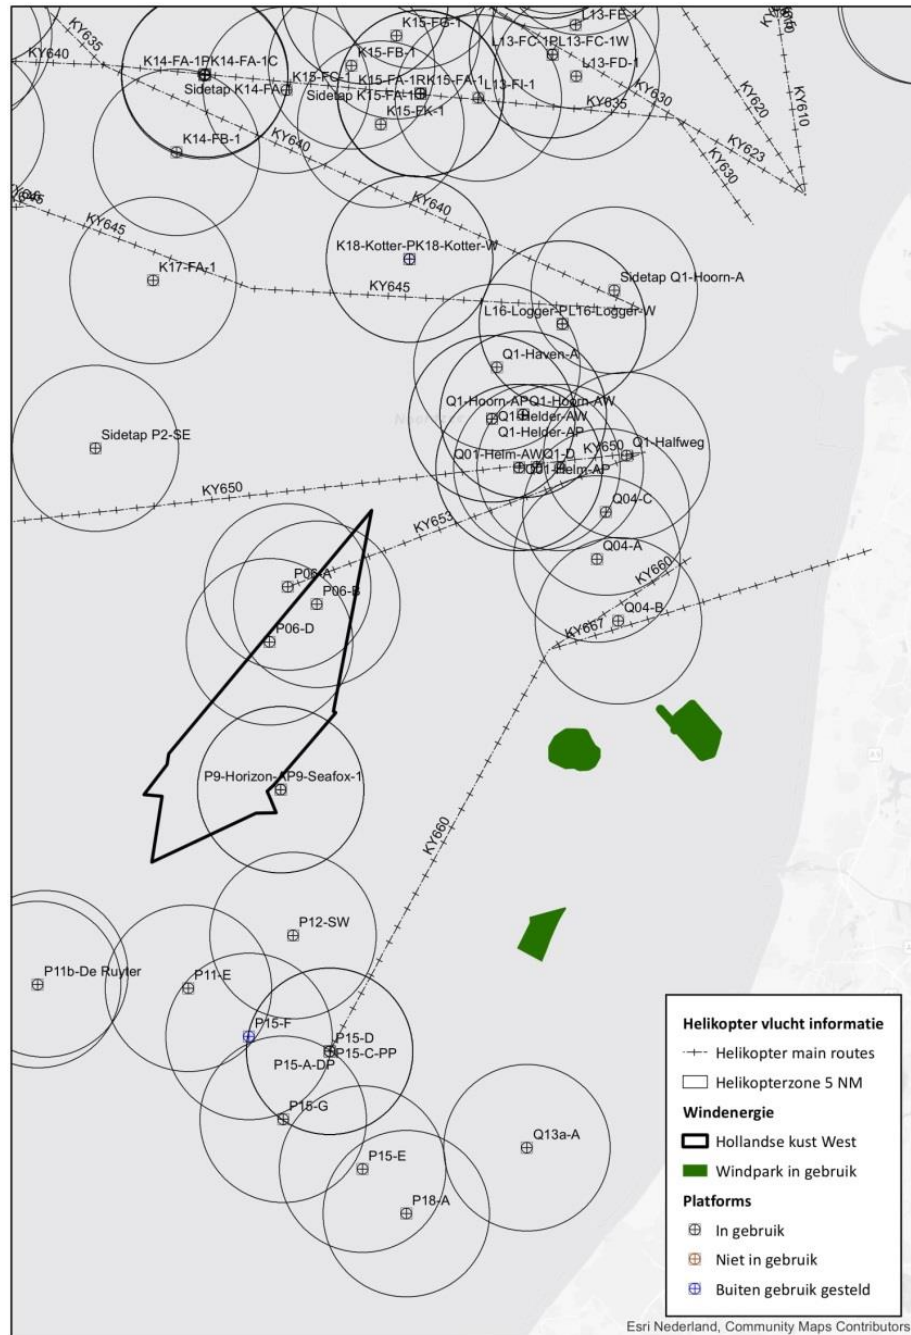 K15-FG-1
L13-FE-1
KY635
KY640
K14-FA-1PK14-FA-1C
K15-FB-1
L13-FC-1PL13-FC-1W
L13-FD-1
KY610
KY620
Sidetap K14-FA
K15-FC-1
K15-FA-1RK15-FA-1
Sidetap K15-FA-1
L13-FI-1
KY630
KY635
K15-FK-1
K14-FB-1
KY640
KY623
KY630
KY645
KY645
KY640
K18-Kotter-PK18-Kotter-W
K17-FA-1
KY645
Sidetap Q1-Hoorn-A
L16-Logger-PL16-Logger-W
Q1-Haven-A
Q1-Hoorn-APQ1-Hoorn-AW
Q1-Helder-AW
Q1-Helder-AP
Sidetap P2-SE
Q01-Helm-AWQ1-D
Q01-Helm-AP
KY650
Q1-Halfweg
KY650
KY653
Q04-C
Q04-A
P06-A
P06-B
KY660
Q04-B
P06-D
KY667
A9
P9-Horizon-AP9-Seafox-1
KY660
P12-SW
P11b-De Ruyter
P11-E
P15-F
P15-D
P15-C-PP
P15-A-DP
P15-G
Q13a-A
P15-E
P18-A
Helikopter vlucht informatie
Helikopter main routes
Helikopterzone 5 NM
Windenergie
Hollandse kust West
Windpark in gebruik
Platforms
In gebruik
Niet in gebruik
Buiten gebruik gesteld
Esri Nederland, Community Maps Contributors